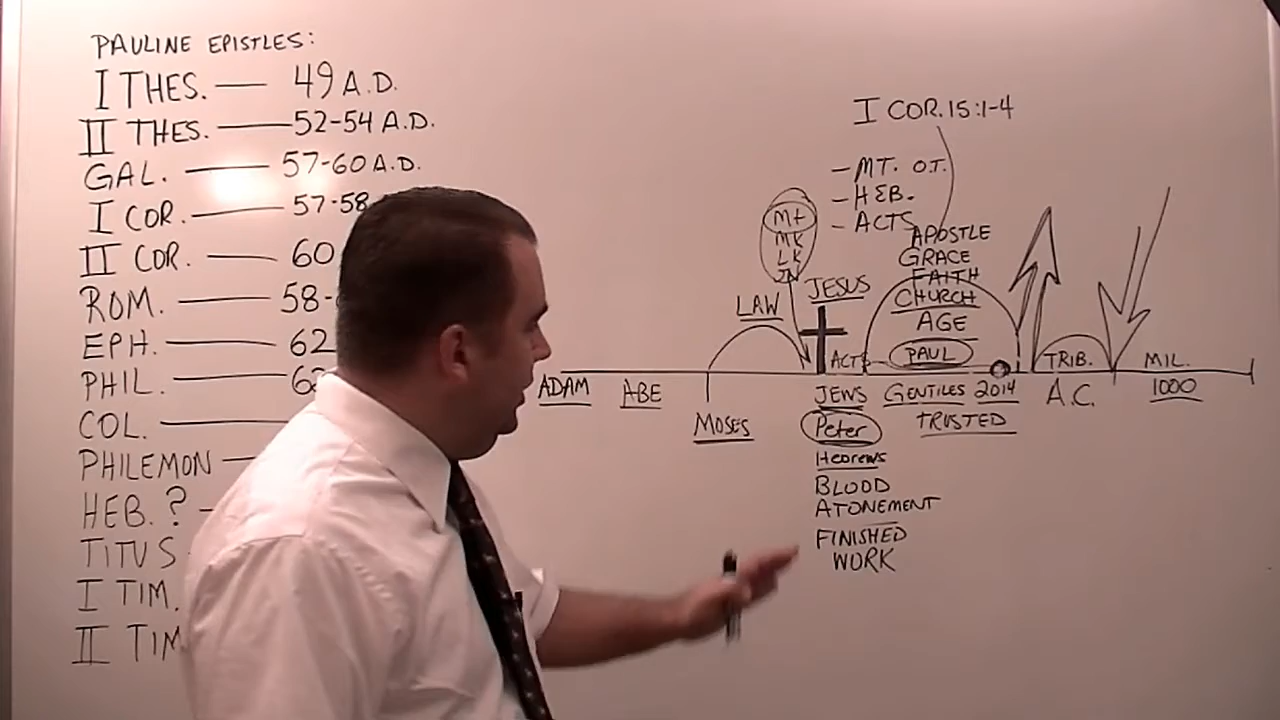 PAULINE EPISTLES:
I THES. — 49 A.D.
II THES. — 52-54 A.D.
GAL. — 57-60 A.D.
I COR. — 57-58
II COR. — 60
ROM. — 58-
EPH. — 62
PHIL. — 6
COL. —
PHILEMON —
HEB. ? -
TITUS
I TIM.
II TIM
I COR. 15:1-4
- MT. O.T.
- HEB.
- ACTS
Mt
MK
LK
JN
APOSTLE
GRACE
FAITH
CHURCH
AGE
PAUL
LAW
JESUS
ACTS
TRIB.
MIL.
ADAM
ABE
MOSES
JEWS
GENTILES 2014
A.C.
1000
Peter
TRUSTED
Hebrews
BLOOD
ATONEMENT
FINISHED
WORK